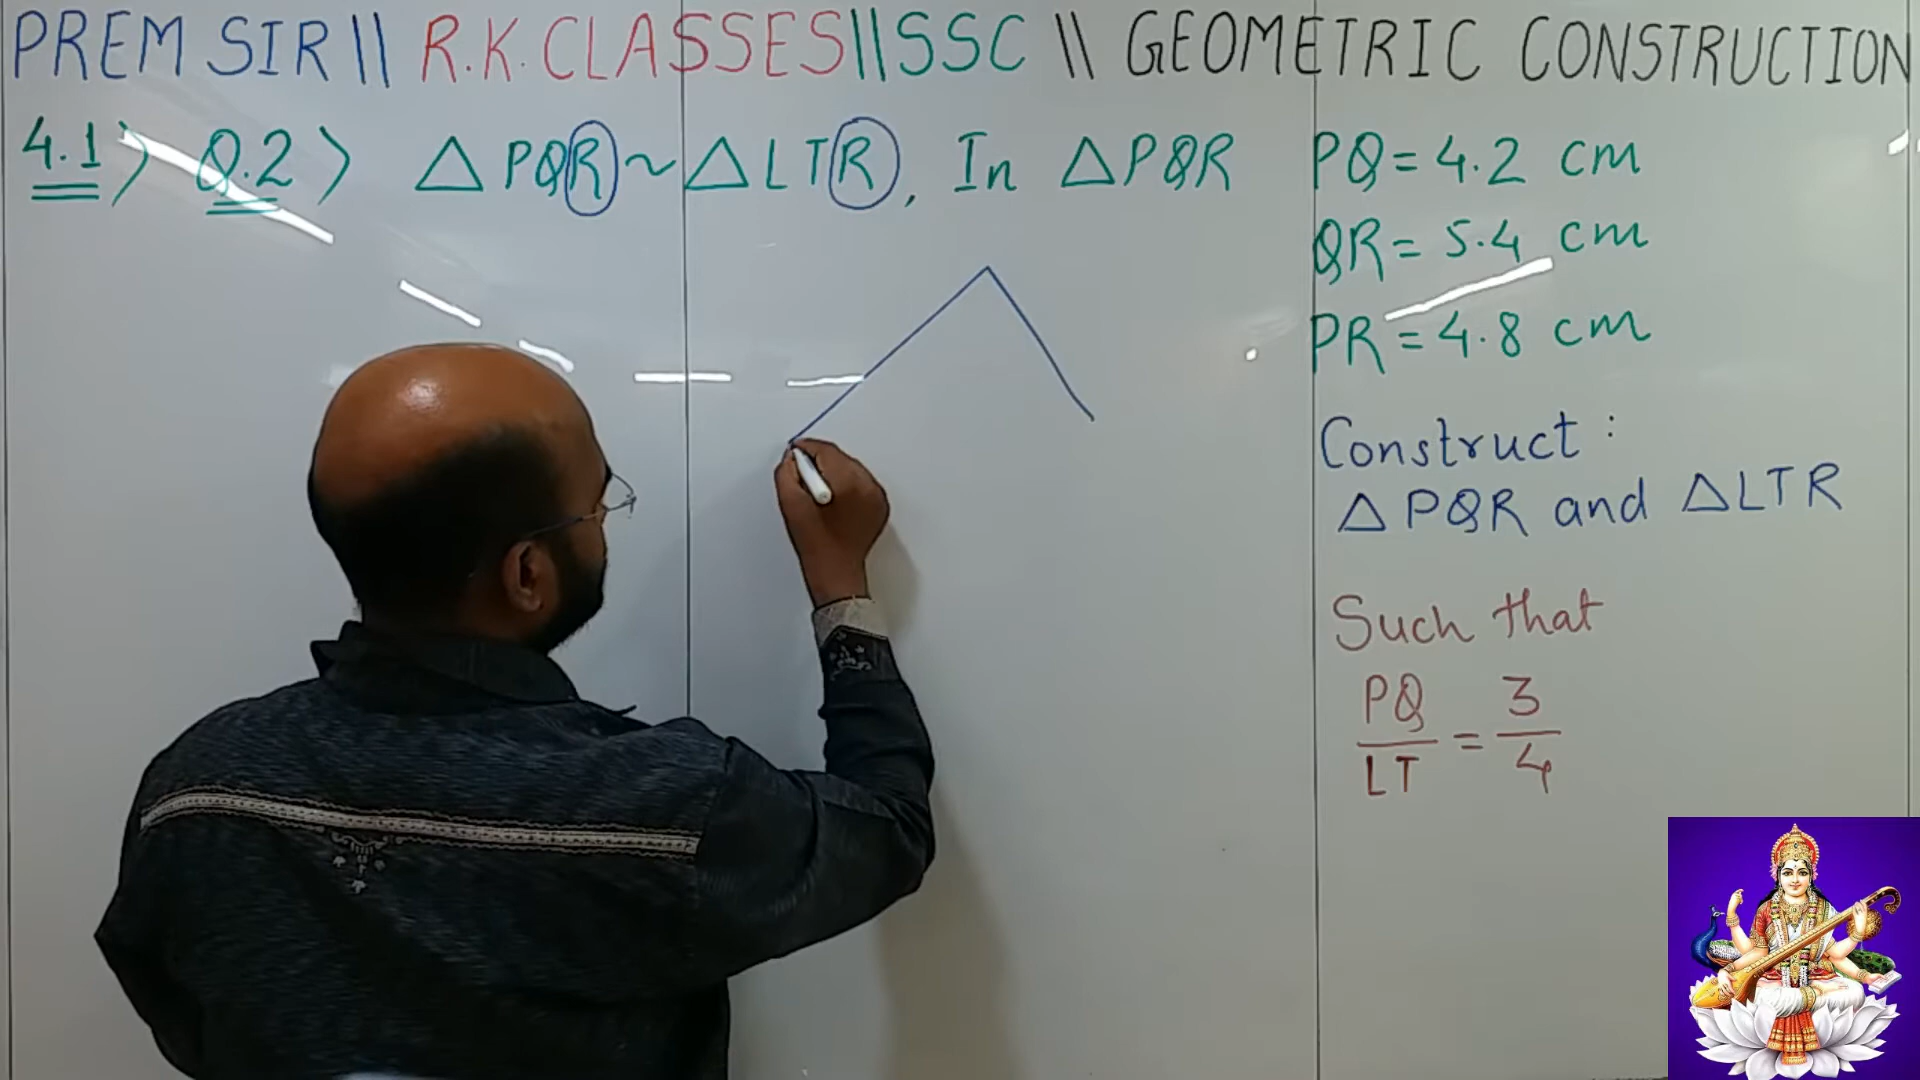 PREM SIR || R.K. CLASSES || SSC || GEOMETRIC CONSTRUCTION
4.1> Q.2> △ PQR ~ △ LTR, In △PQR PQ = 4.2 cm
QR = 5.4 cm
PR = 4.8 cm
Construct :
△ PQR and △LTR
Such that
PQ/LT = 3/4